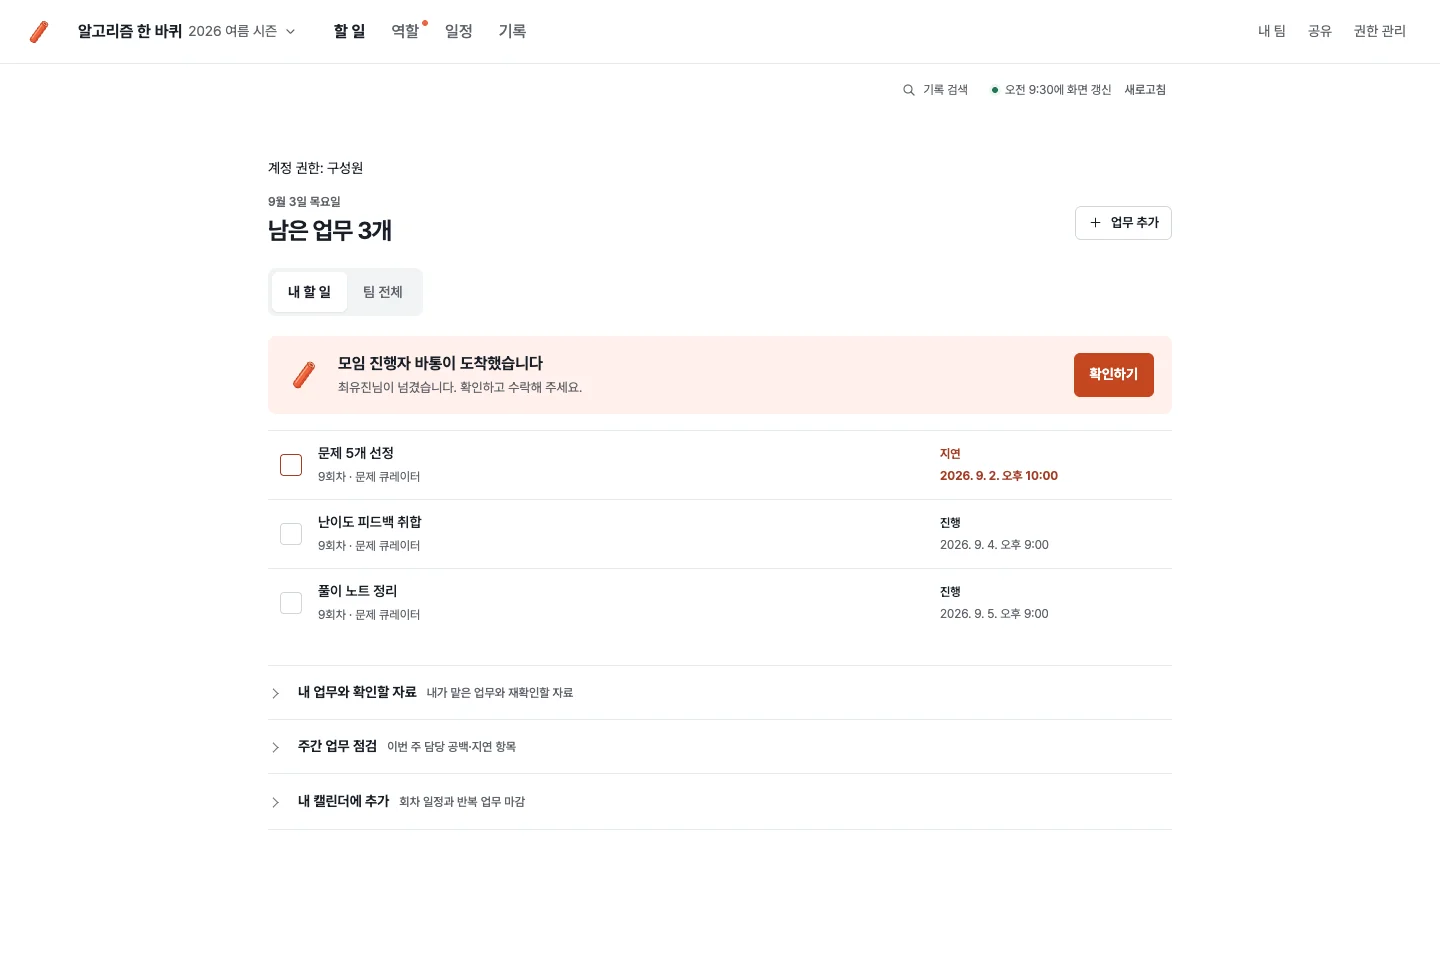 알고리즘 한 바퀴 2026 여름 시즌 할 일 역할 일정 기록 내 팀 공유 권한 관리
기록 검색 오전 9:30에 화면 갱신 새로고침
계정 권한: 구성원
9월 3일 목요일
남은 업무 3개
업무 추가
내 할 일 팀 전체
모임 진행자 바통이 도착했습니다
최유진님이 넘겼습니다. 확인하고 수락해 주세요.
확인하기
문제 5개 선정 지연
9회차 · 문제 큐레이터 2026. 9. 2. 오후 10:00
난이도 피드백 취합 진행
9회차 · 문제 큐레이터 2026. 9. 4. 오후 9:00
풀이 노트 정리 진행
9회차 · 문제 큐레이터 2026. 9. 5. 오후 9:00
내 업무와 확인할 자료 내가 맡은 업무와 재확인할 자료
주간 업무 점검 이번 주 담당 공백·지연 항목
내 캘린더에 추가 회차 일정과 반복 업무 마감